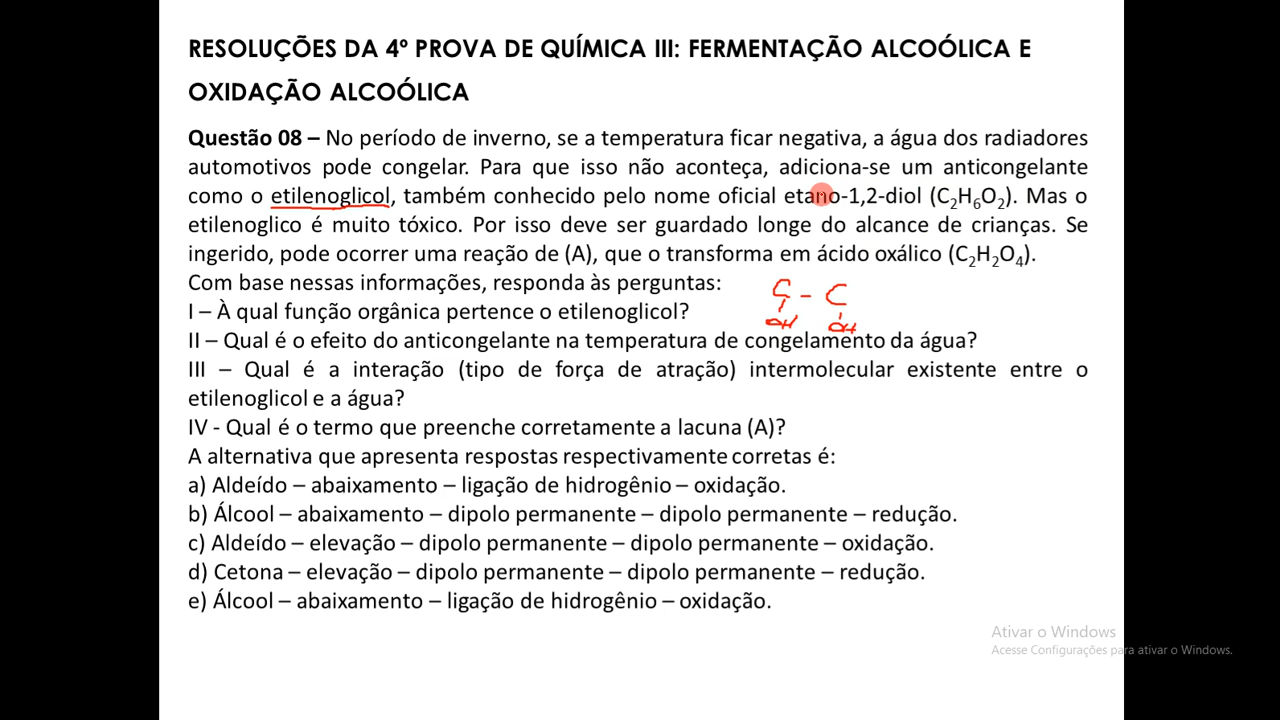 RESOLUÇÕES DA 4º PROVA DE QUÍMICA III: FERMENTAÇÃO ALCOÓLICA E
OXIDAÇÃO ALCOÓLICA
Questão 08 – No período de inverno, se a temperatura ficar negativa, a água dos radiadores
automotivos pode congelar. Para que isso não aconteça, adiciona-se um anticongelante
como o etilenoglicol, também conhecido pelo nome oficial etano-1,2-diol (C₂H₆O₂). Mas o
etilenoglico é muito tóxico. Por isso deve ser guardado longe do alcance de crianças. Se
ingerido, pode ocorrer uma reação de (A), que o transforma em ácido oxálico (C₂H₂O₄).
Com base nessas informações, responda às perguntas:
C – C
I – À qual função orgânica pertence o etilenoglicol?
OH OH
II – Qual é o efeito do anticongelante na temperatura de congelamento da água?
III – Qual é a interação (tipo de força de atração) intermolecular existente entre o
etilenoglicol e a água?
IV - Qual é o termo que preenche corretamente a lacuna (A)?
A alternativa que apresenta respostas respectivamente corretas é:
a) Aldeído – abaixamento – ligação de hidrogênio – oxidação.
b) Álcool – abaixamento – dipolo permanente – dipolo permanente – redução.
c) Aldeído – elevação – dipolo permanente – dipolo permanente – oxidação.
d) Cetona – elevação – dipolo permanente – dipolo permanente – redução.
e) Álcool – abaixamento – ligação de hidrogênio – oxidação.
Ativar o Windows
Acesse Configurações para ativar o Windows.